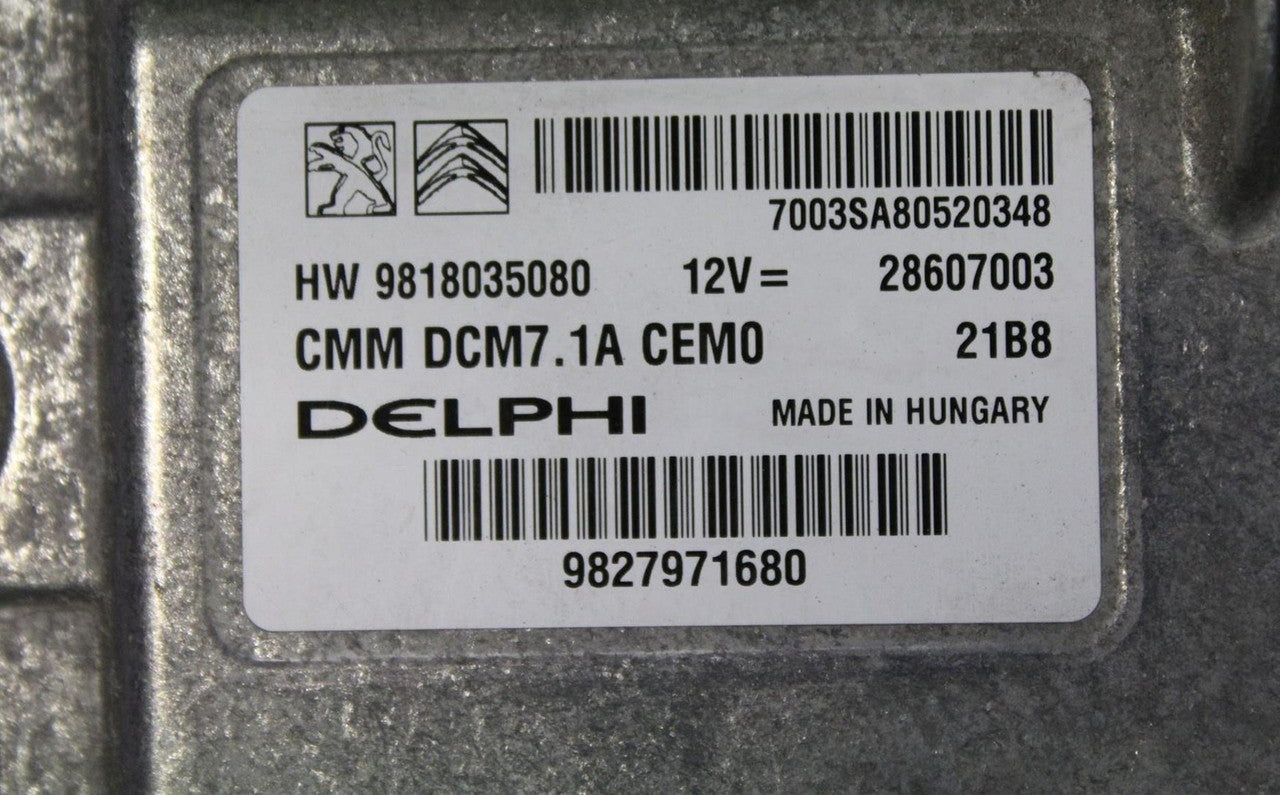 7003SA80520348
HW 9818035080 12V= 28607003
CMM DCM7.1A CEM0 21B8
DELPHI MADE IN HUNGARY
9827971680